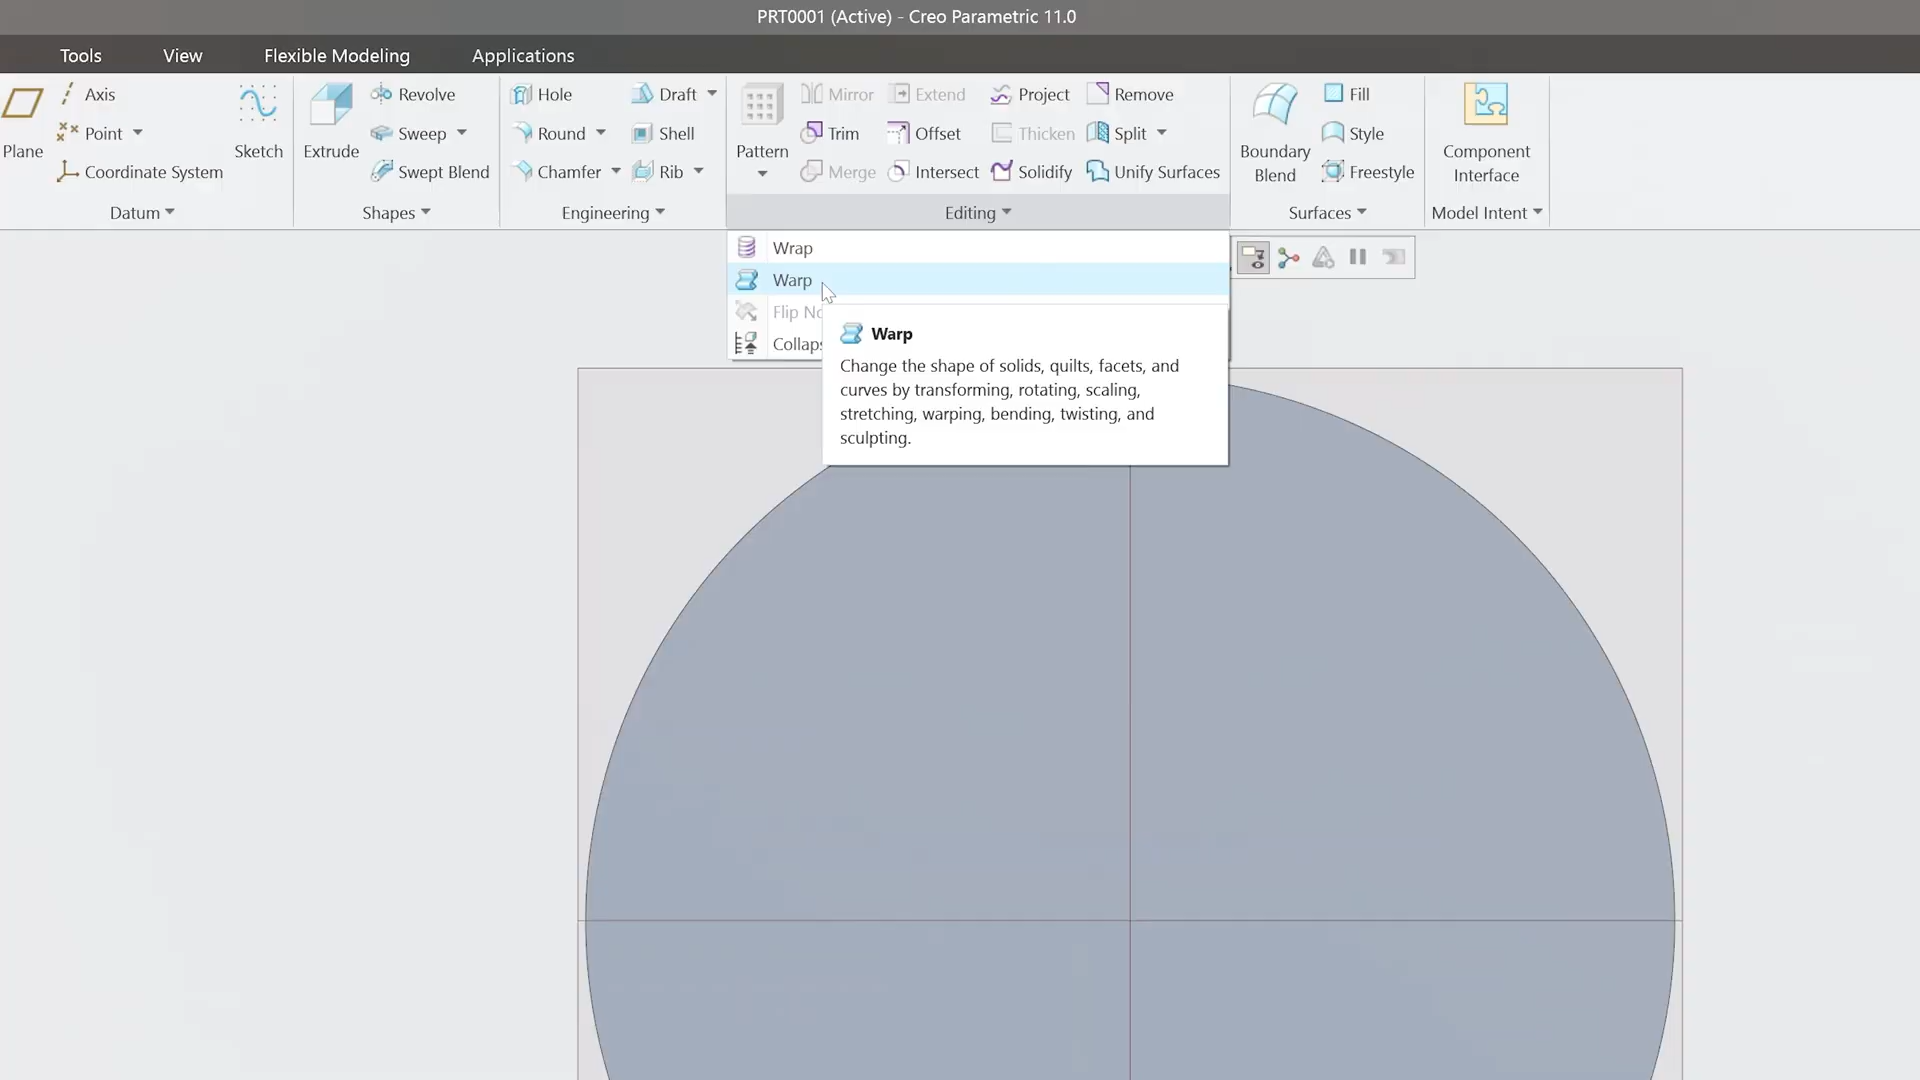 PRT0001 (Active) - Creo Parametric 11.0
Tools View Flexible Modeling Applications
Plane
Axis
Point
Coordinate System
Datum
Sketch
Extrude
Revolve
Sweep
Swept Blend
Shapes
Hole
Round
Chamfer
Draft
Shell
Rib
Engineering
Pattern
Mirror
Trim
Merge
Extend
Offset
Intersect
Project
Thicken
Solidify
Remove
Split
Unify Surfaces
Editing
Boundary
Blend
Fill
Style
Freestyle
Surfaces
Component
Interface
Model Intent
Wrap
Warp
Flip No
Collaps
Warp
Change the shape of solids, quilts, facets, and
curves by transforming, rotating, scaling,
stretching, warping, bending, twisting, and
sculpting.